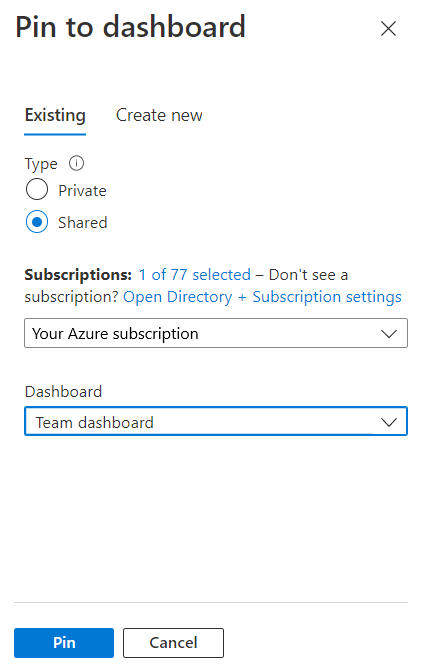 Pin to dashboard
Existing
Create new
Type
Private
Shared
Subscriptions: 1 of 77 selected – Don't see a
subscription? Open Directory + Subscription settings
Your Azure subscription
Dashboard
Team dashboard
Pin
Cancel